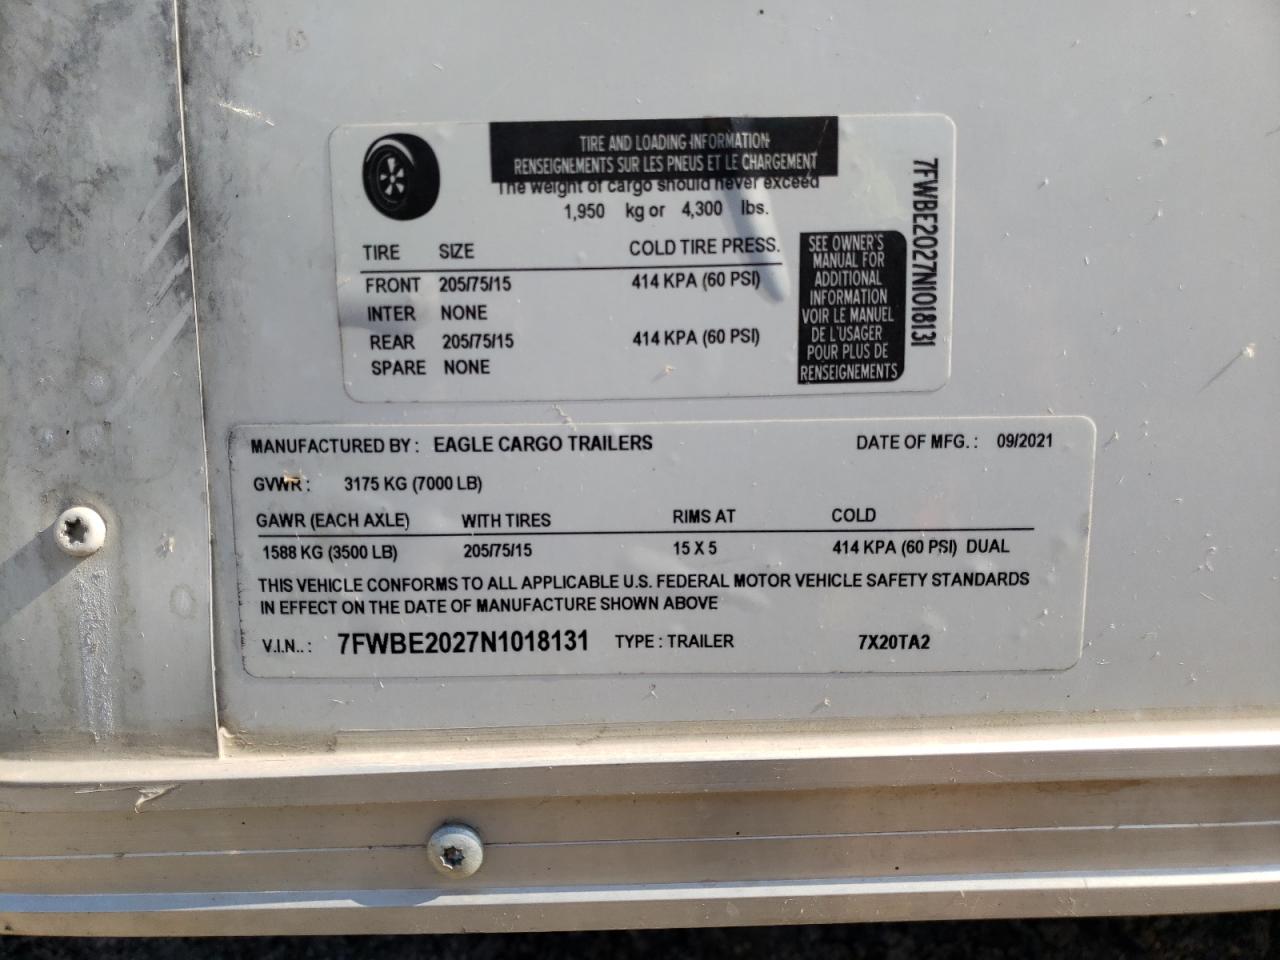 TIRE AND LOADING INFORMATION
RENSEIGNEMENTS SUR LES PNEUS ET LE CHARGEMENT
The weight of cargo should never exceed
1,950 kg or 4,300 lbs.
TIRE SIZE COLD TIRE PRESS.
FRONT 205/75/15 414 KPA (60 PSI)
INTER NONE
REAR 205/75/15 414 KPA (60 PSI)
SPARE NONE
SEE OWNER'S
MANUAL FOR
ADDITIONAL
INFORMATION
VOIR LE MANUEL
DE L'USAGER
POUR PLUS DE
RENSEIGNEMENTS
7FWBE2027N1018131
MANUFACTURED BY : EAGLE CARGO TRAILERS DATE OF MFG. : 09/2021
GVWR : 3175 KG (7000 LB)
GAWR (EACH AXLE) WITH TIRES RIMS AT COLD
1588 KG (3500 LB) 205/75/15 15 X 5 414 KPA (60 PSI) DUAL
THIS VEHICLE CONFORMS TO ALL APPLICABLE U.S. FEDERAL MOTOR VEHICLE SAFETY STANDARDS
IN EFFECT ON THE DATE OF MANUFACTURE SHOWN ABOVE
V.I.N.. : 7FWBE2027N1018131 TYPE : TRAILER 7X20TA2